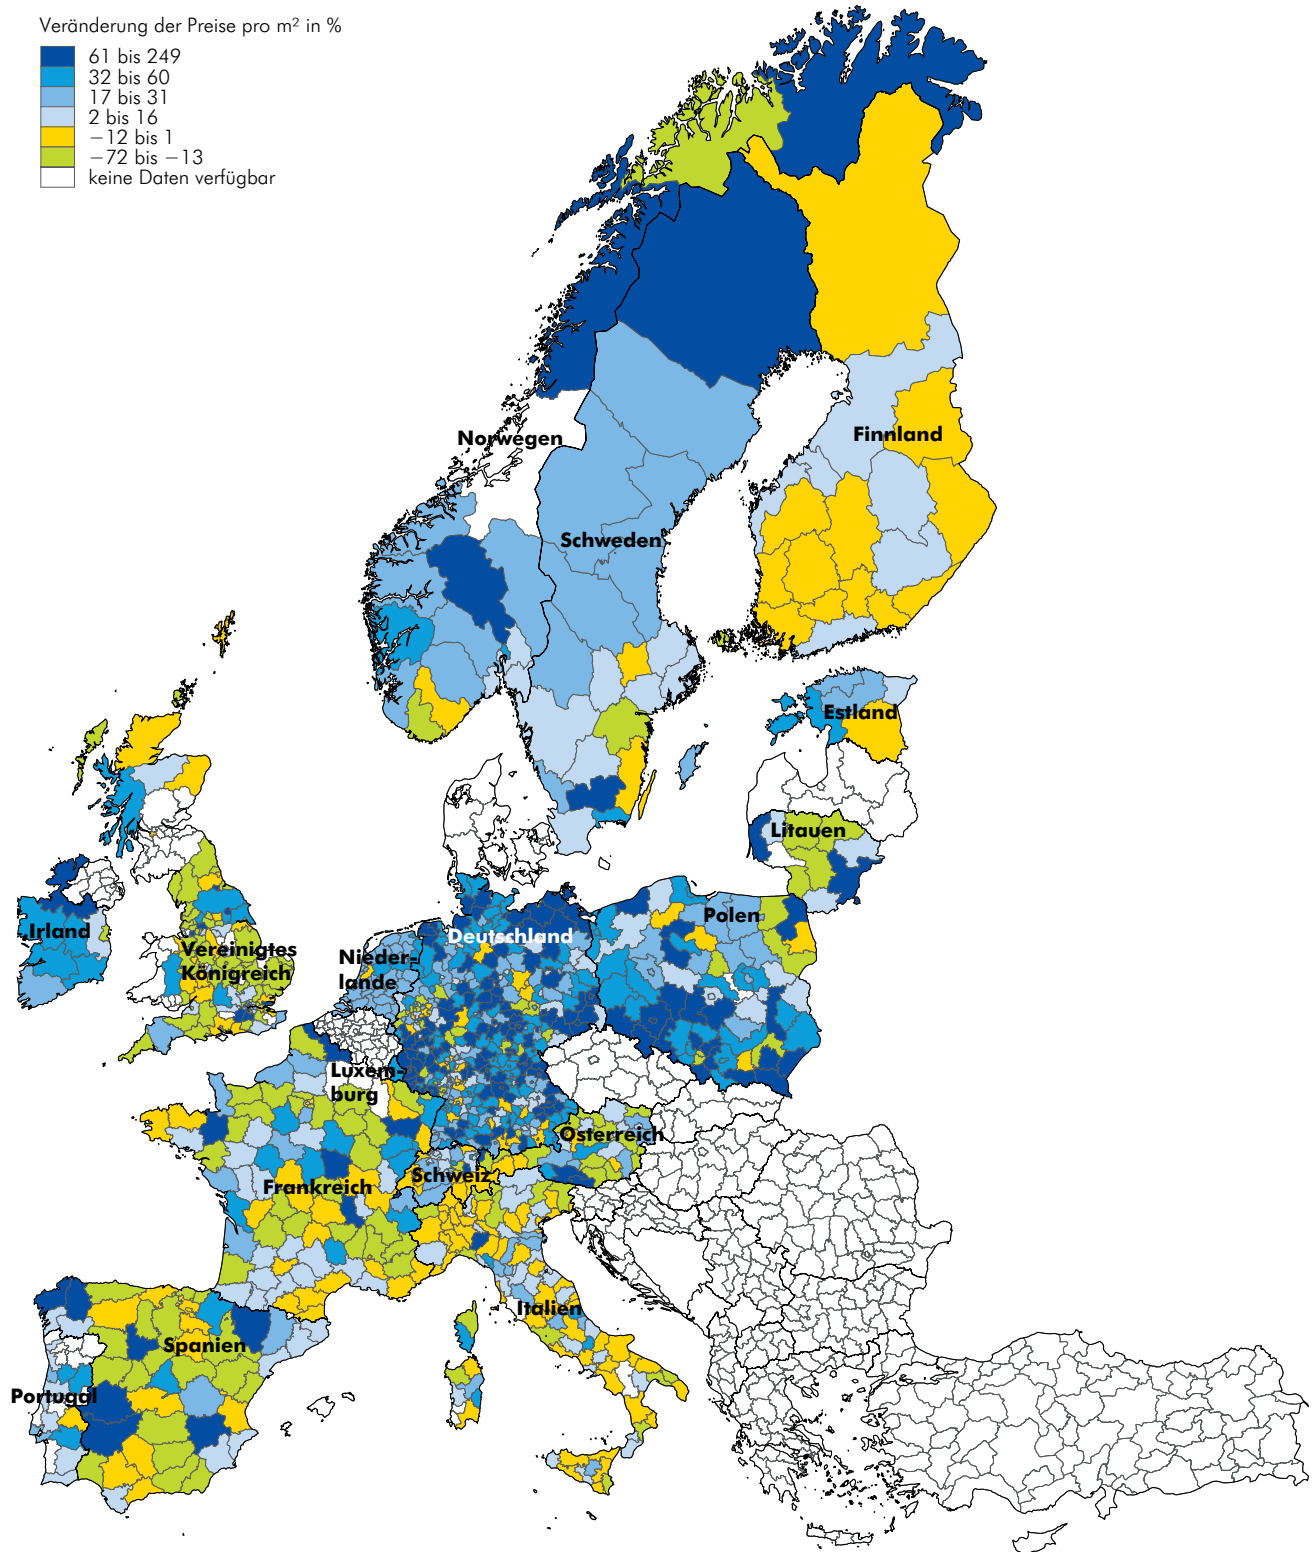 Veränderung der Preise pro m² in %
61 bis 249
32 bis 60
17 bis 31
2 bis 16
−12 bis 1
−72 bis −13
keine Daten verfügbar
Norwegen
Finnland
Schweden
Estland
Litauen
Irland
Vereinigtes
Königreich
Nieder-
lande
Deutschland
Polen
Luxem-
burg
Österreich
Schweiz
Frankreich
Italien
Spanien
Portugal